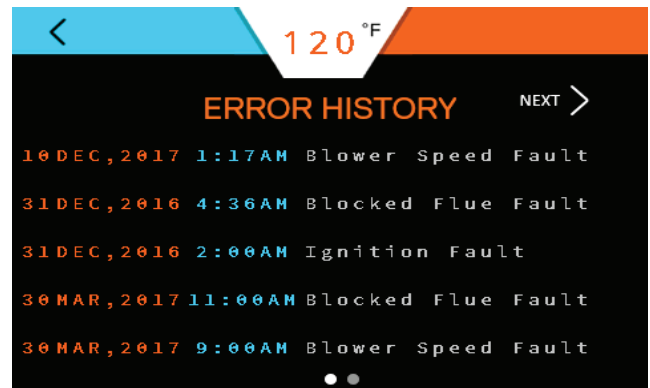 120°F
ERROR HISTORY
NEXT
10DEC,2017 1:17AM Blower Speed Fault
31DEC,2016 4:36AM Blocked Flue Fault
31DEC,2016 2:00AM Ignition Fault
30MAR,2017 11:00AM Blocked Flue Fault
30MAR,2017 9:00AM Blower Speed Fault